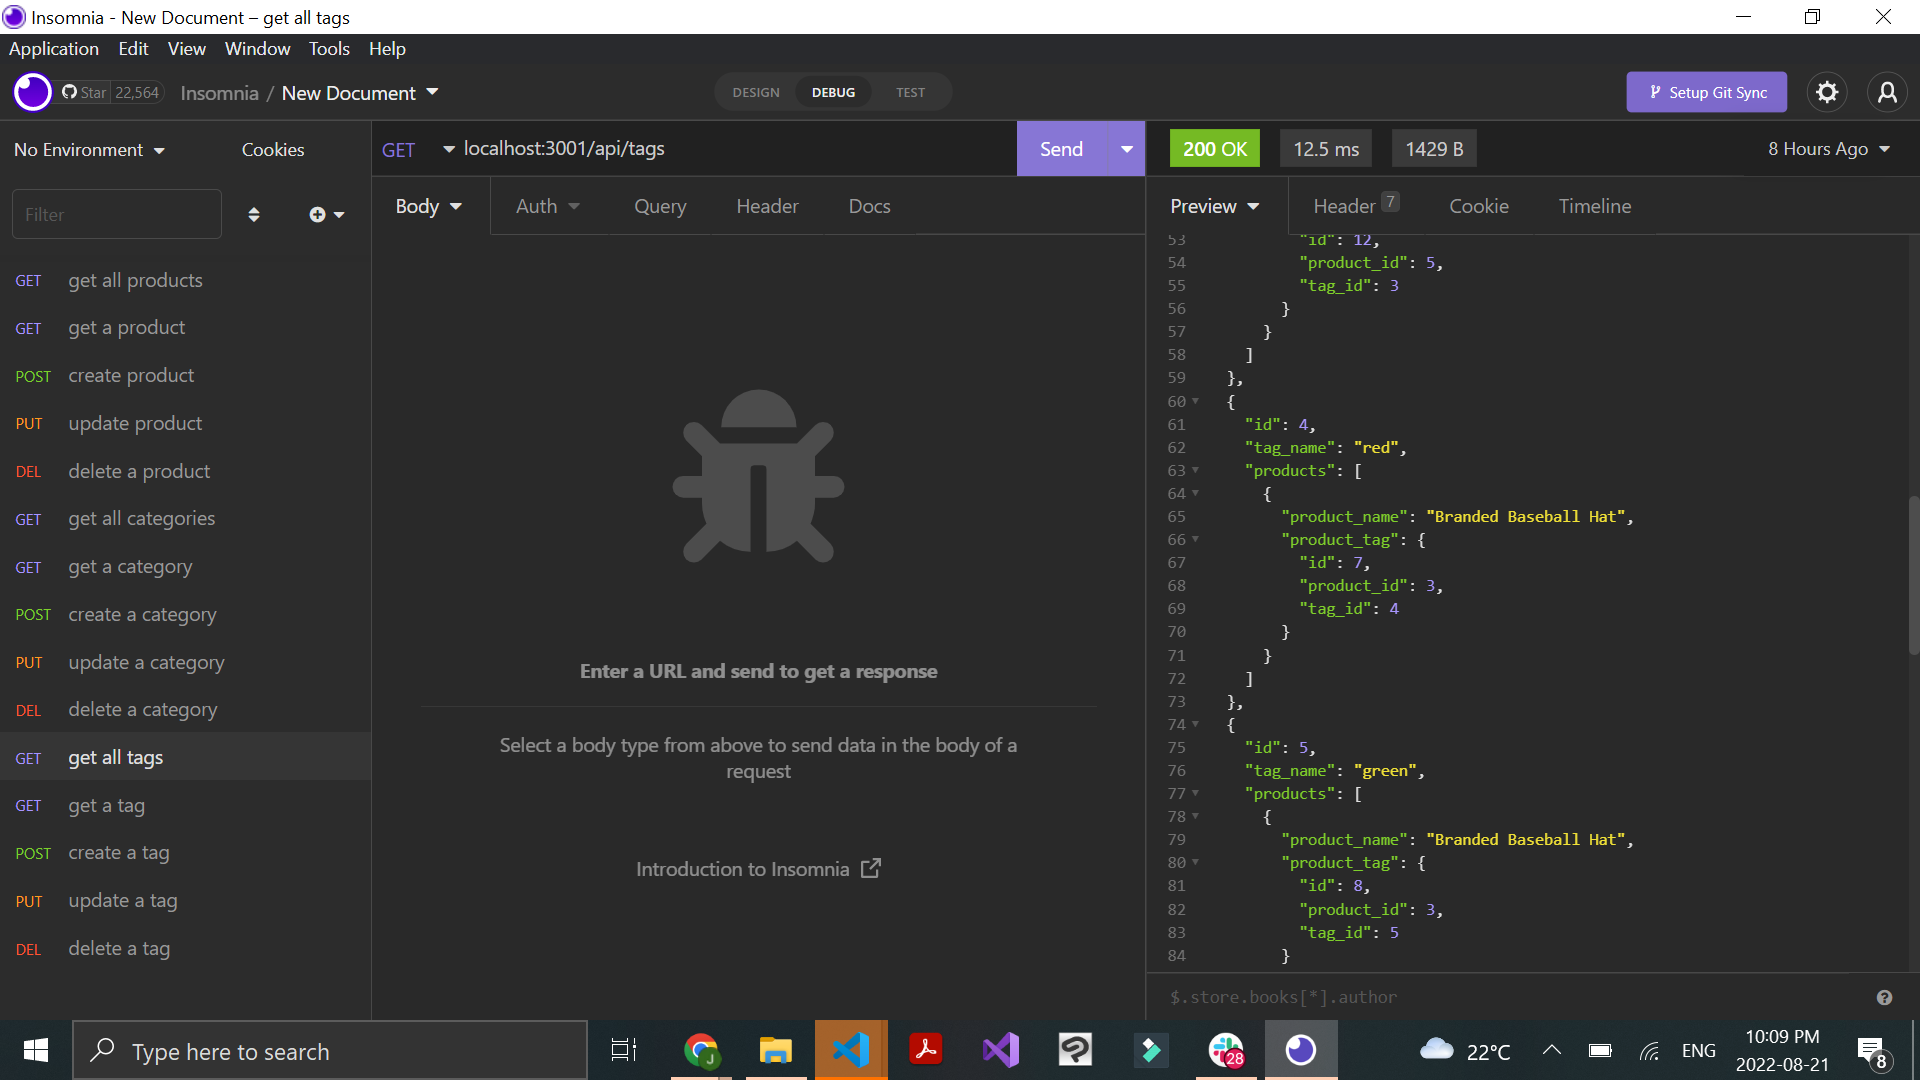 Insomnia - New Document – get all tags
Application Edit View Window Tools Help
Star 22,564 Insomnia / New Document DESIGN DEBUG TEST Setup Git Sync
No Environment Cookies GET localhost:3001/api/tags Send 200 OK 12.5 ms 1429 B 8 Hours Ago
Filter
Body Auth Query Header Docs Preview Header 7 Cookie Timeline
GET get all products
GET get a product
POST create product
PUT update product
DEL delete a product
GET get all categories
GET get a category
POST create a category
PUT update a category
DEL delete a category
GET get all tags
GET get a tag
POST create a tag
PUT update a tag
DEL delete a tag
Enter a URL and send to get a response
Select a body type from above to send data in the body of a
request
Introduction to Insomnia
53 "id": 12,
54 "product_id": 5,
55 "tag_id": 3
56 }
57 }
58 ]
59 },
60 {
61 "id": 4,
62 "tag_name": "red",
63 "products": [
64 {
65 "product_name": "Branded Baseball Hat",
66 "product_tag": {
67 "id": 7,
68 "product_id": 3,
69 "tag_id": 4
70 }
71 }
72 ]
73 },
74 {
75 "id": 5,
76 "tag_name": "green",
77 "products": [
78 {
79 "product_name": "Branded Baseball Hat",
80 "product_tag": {
81 "id": 8,
82 "product_id": 3,
83 "tag_id": 5
84 }
$.store.books[*].author
Type here to search
J
28
22°C
ENG
10:09 PM
2022-08-21
8